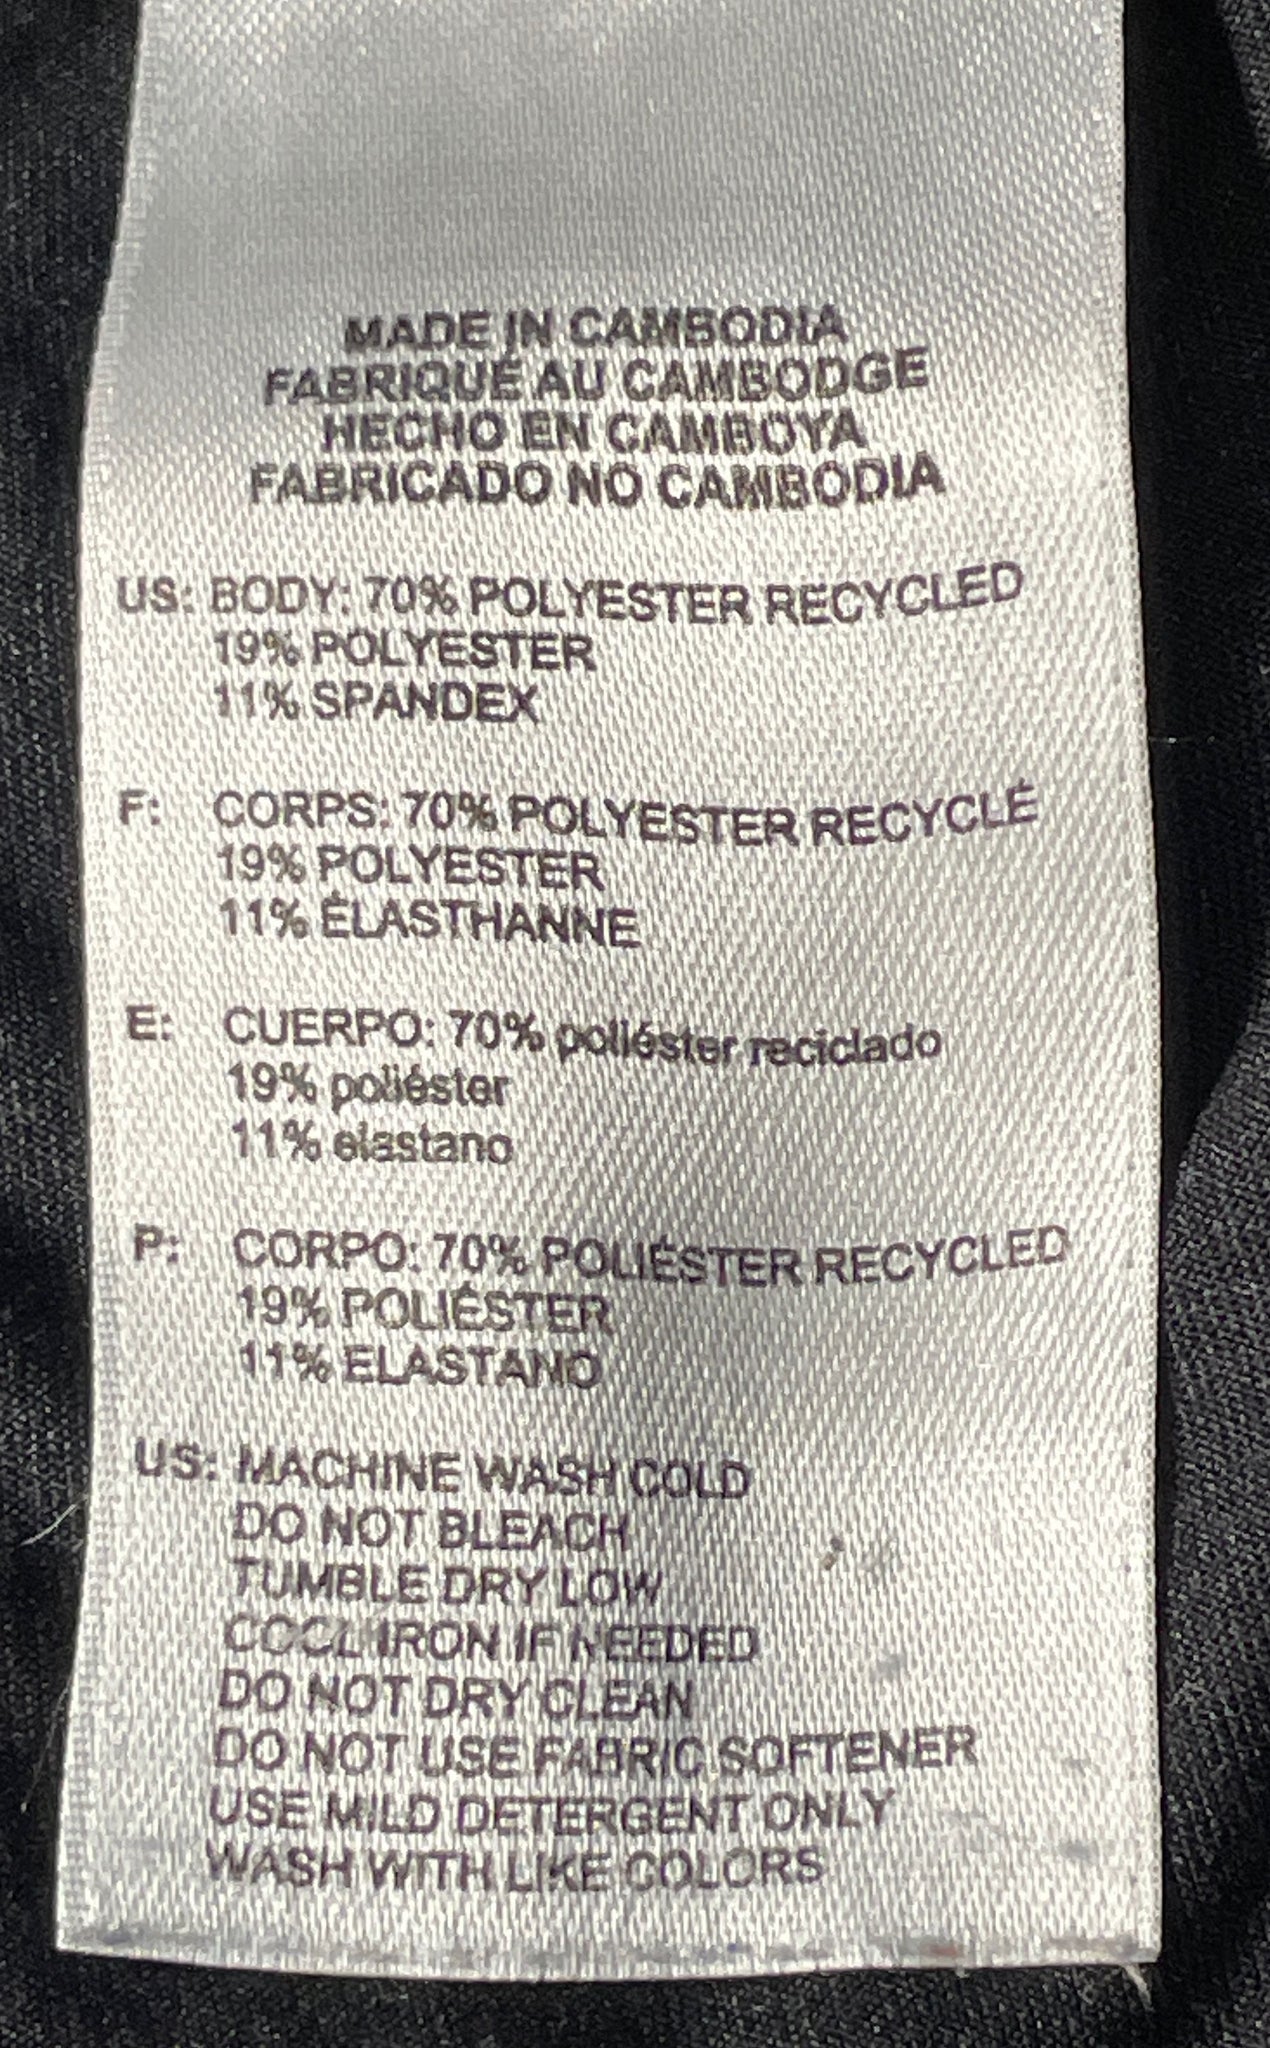 MADE IN CAMBODIA
FABRIQUÉ AU CAMBODGE
HECHO EN CAMBOYA
FABRICADO NO CAMBODIA
US: BODY: 70% POLYESTER RECYCLED
19% POLYESTER
11% SPANDEX
F: CORPS: 70% POLYESTER RECYCLÉ
19% POLYESTER
11% ÉLASTHANNE
E: CUERPO: 70% poliéster reciclado
19% poliéster
11% elastano
P: CORPO: 70% POLIÉSTER RECYCLED
19% POLIÉSTER
11% ELASTANO
US: MACHINE WASH COLD
DO NOT BLEACH
TUMBLE DRY LOW
COOL IRON IF NEEDED
DO NOT DRY CLEAN
DO NOT USE FABRIC SOFTENER
USE MILD DETERGENT ONLY
WASH WITH LIKE COLORS